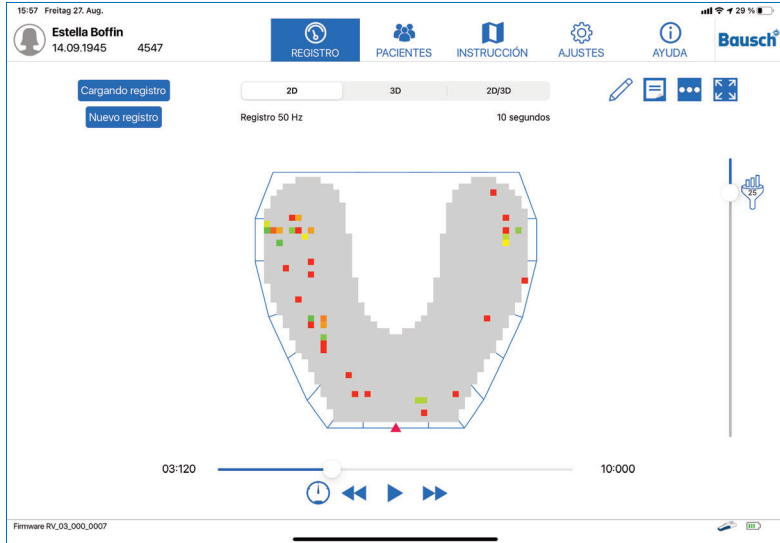 15:57 Freitag 27. Aug.
29 %
Estella Boffin
14.09.1945 4547
REGISTRO
PACIENTES
INSTRUCCIÓN
AJUSTES
AYUDA
Bausch
Cargando registro
2D
3D
2D/3D
Nuevo registro
Registro 50 Hz
10 segundos
25
03:120
10:000
Firmware RV_03_000_0007